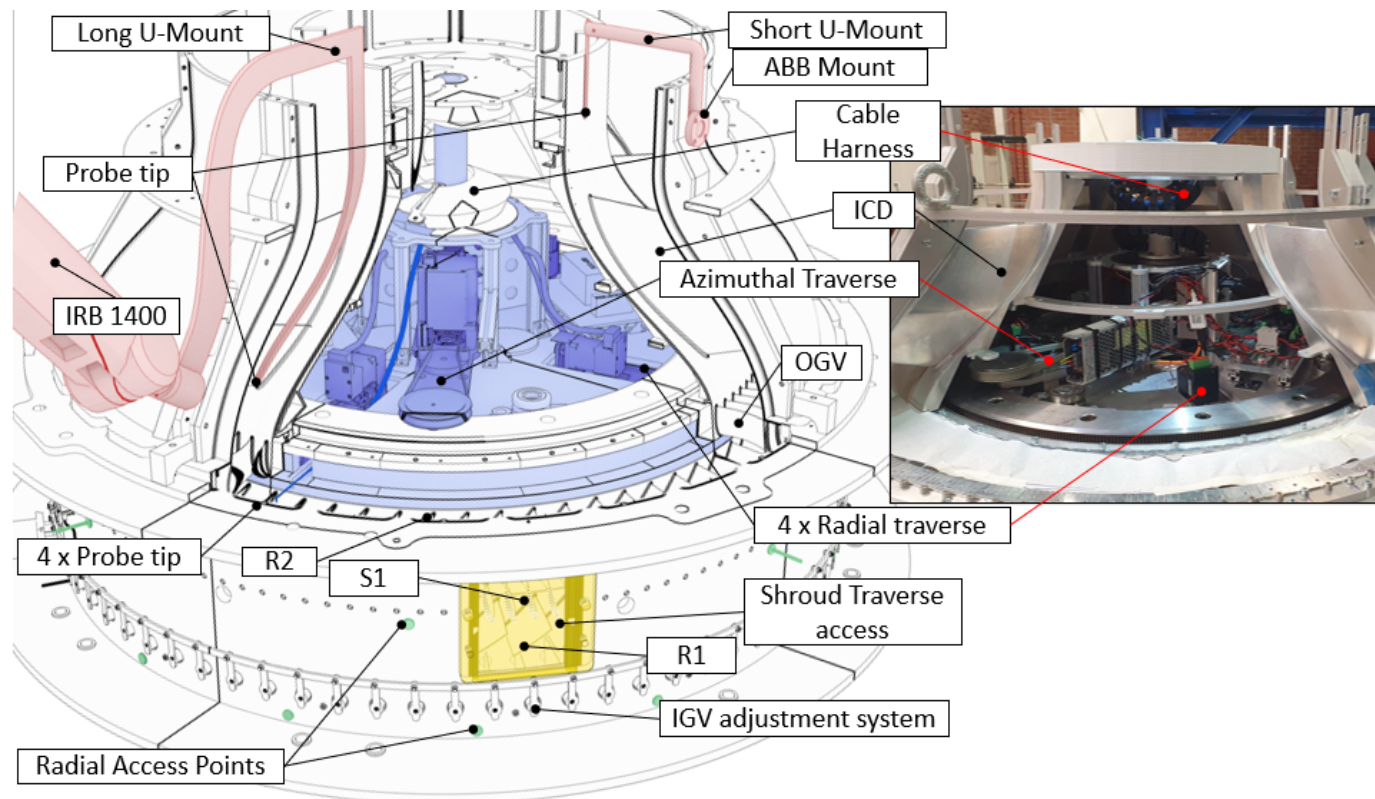 Long U-Mount
Short U-Mount
ABB Mount
Cable
Harness
Probe tip
ICD
Azimuthal Traverse
IRB 1400
OGV
4 x Probe tip
R2
4 x Radial traverse
S1
Shroud Traverse
access
R1
IGV adjustment system
Radial Access Points